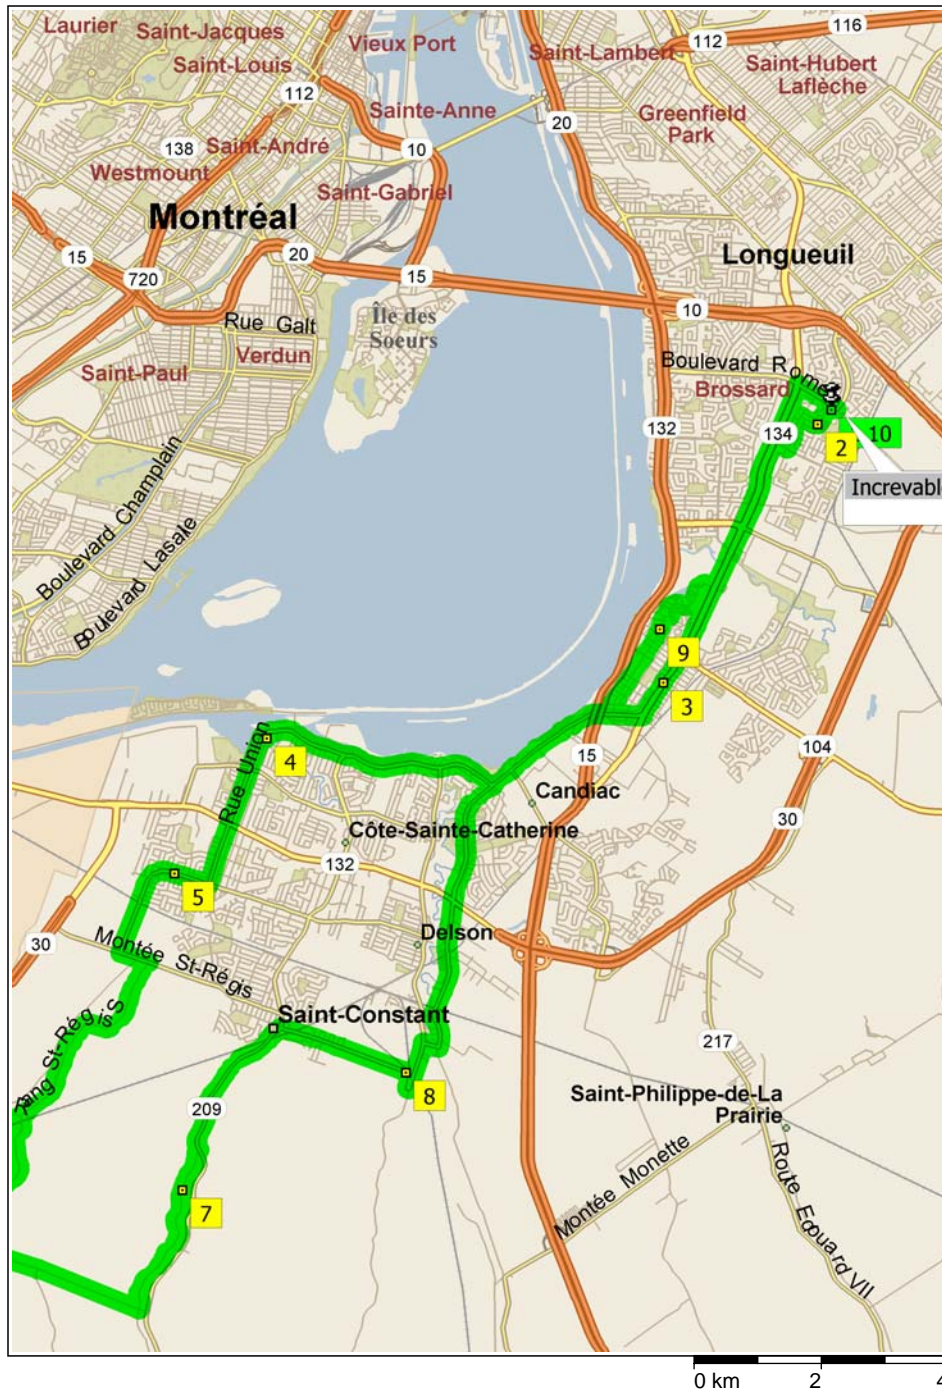 Laurier
Saint-Jacques
Saint-Louis
Vieux Port
112
Saint-Lambert
112
116
Saint-Hubert
Laflèche
Sainte-Anne
Greenfield
Park
20
138
Saint-André
10
Westmount
Saint-Gabriel
Montréal
15
720
20
15
Longueuil
10
Rue Galt
Verdun
Île des
Soeurs
Saint-Paul
Boulevard Rome
Brossard
132
134
2
10
Increvable
Boulevard Champlain
Boulevard Lasalle
9
3
104
Rue Union
4
15
Candiac
30
Côte-Sainte-Catherine
132
5
30
Montée St-Régis
Delson
Saint-Constant
Rang St-Régis S
217
8
209
Saint-Philippe-de-La
Prairie
Montée Monette
7
Route Edouard VII
0 km
2
4